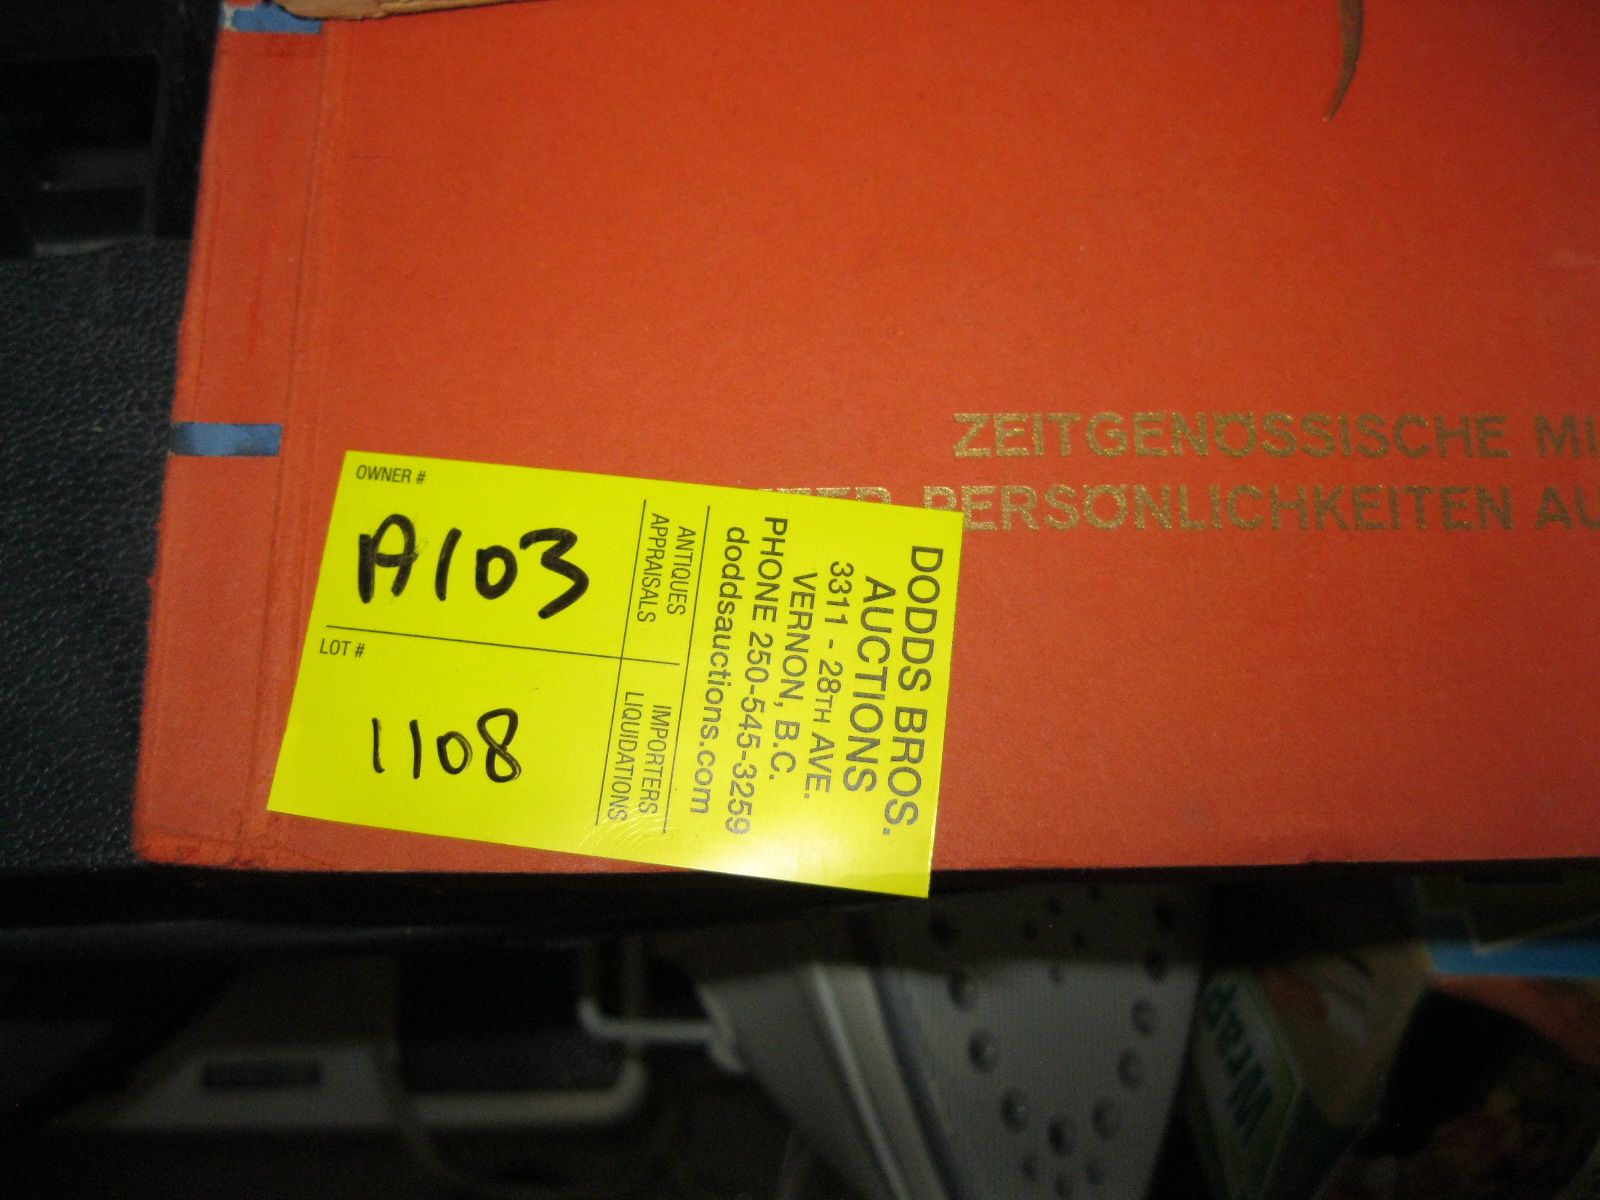 ZEITGENÖSSISCHE
PERSÖNLICHKEITEN
OWNER #
A103
LOT #
1108
ANTIQUES
APPRAISALS
IMPORTERS
LIQUIDATIONS
DODDS BROS.
AUCTIONS
3311 - 28TH AVE.
VERNON, B.C.
PHONE 250-545-3259
doddsauctions.com
Wrap